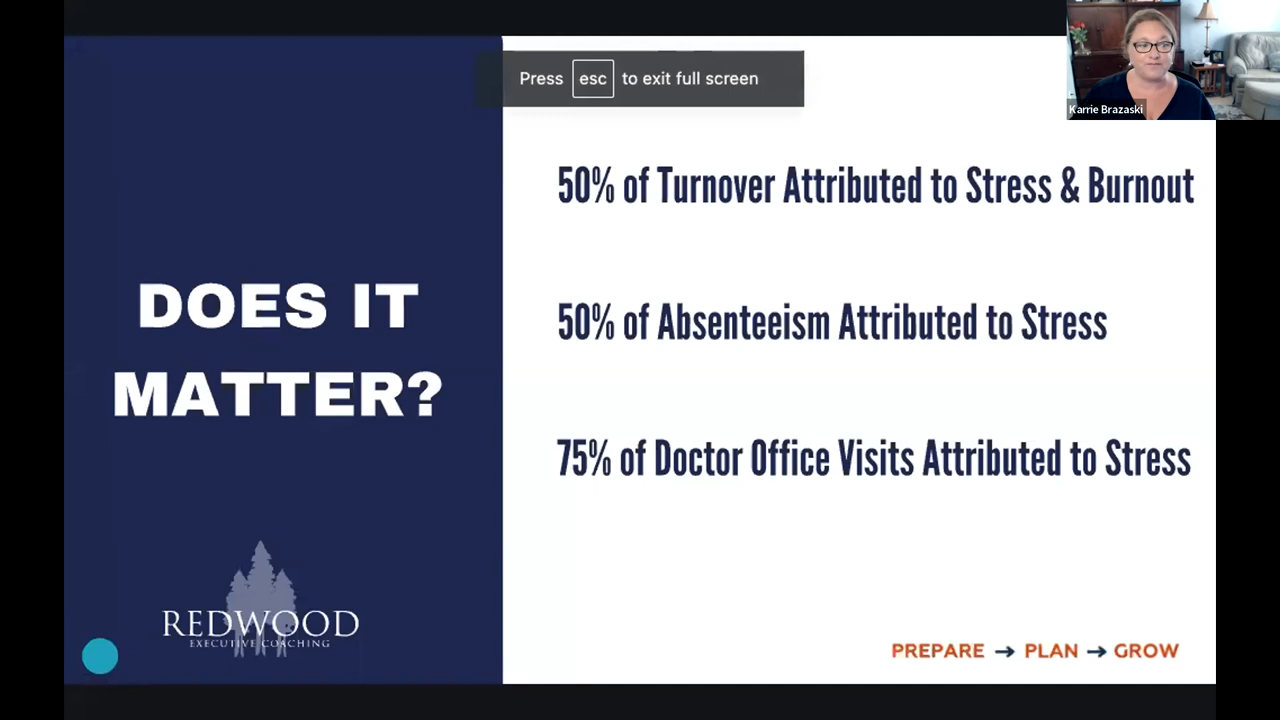 Press esc to exit full screen
Karrie Brazaski
DOES IT
MATTER?
50% of Turnover Attributed to Stress & Burnout
50% of Absenteeism Attributed to Stress
75% of Doctor Office Visits Attributed to Stress
REDWOOD
EXECUTIVE COACHING
PREPARE → PLAN → GROW